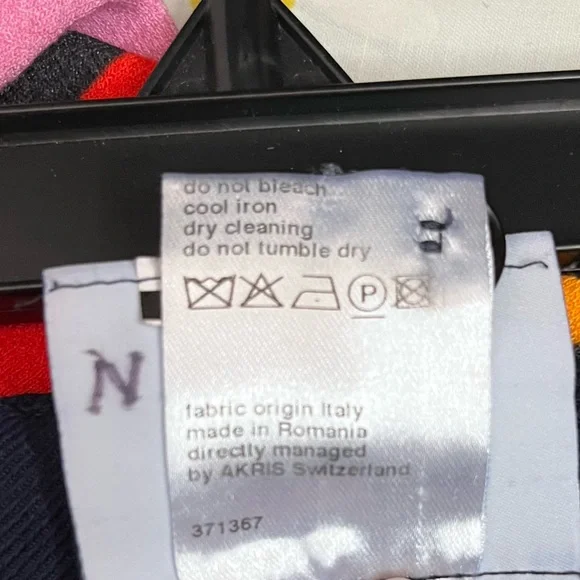 do not bleach
cool iron
dry cleaning
do not tumble dry
P
N
fabric origin Italy
made in Romania
directly managed
by AKRIS Switzerland
371367